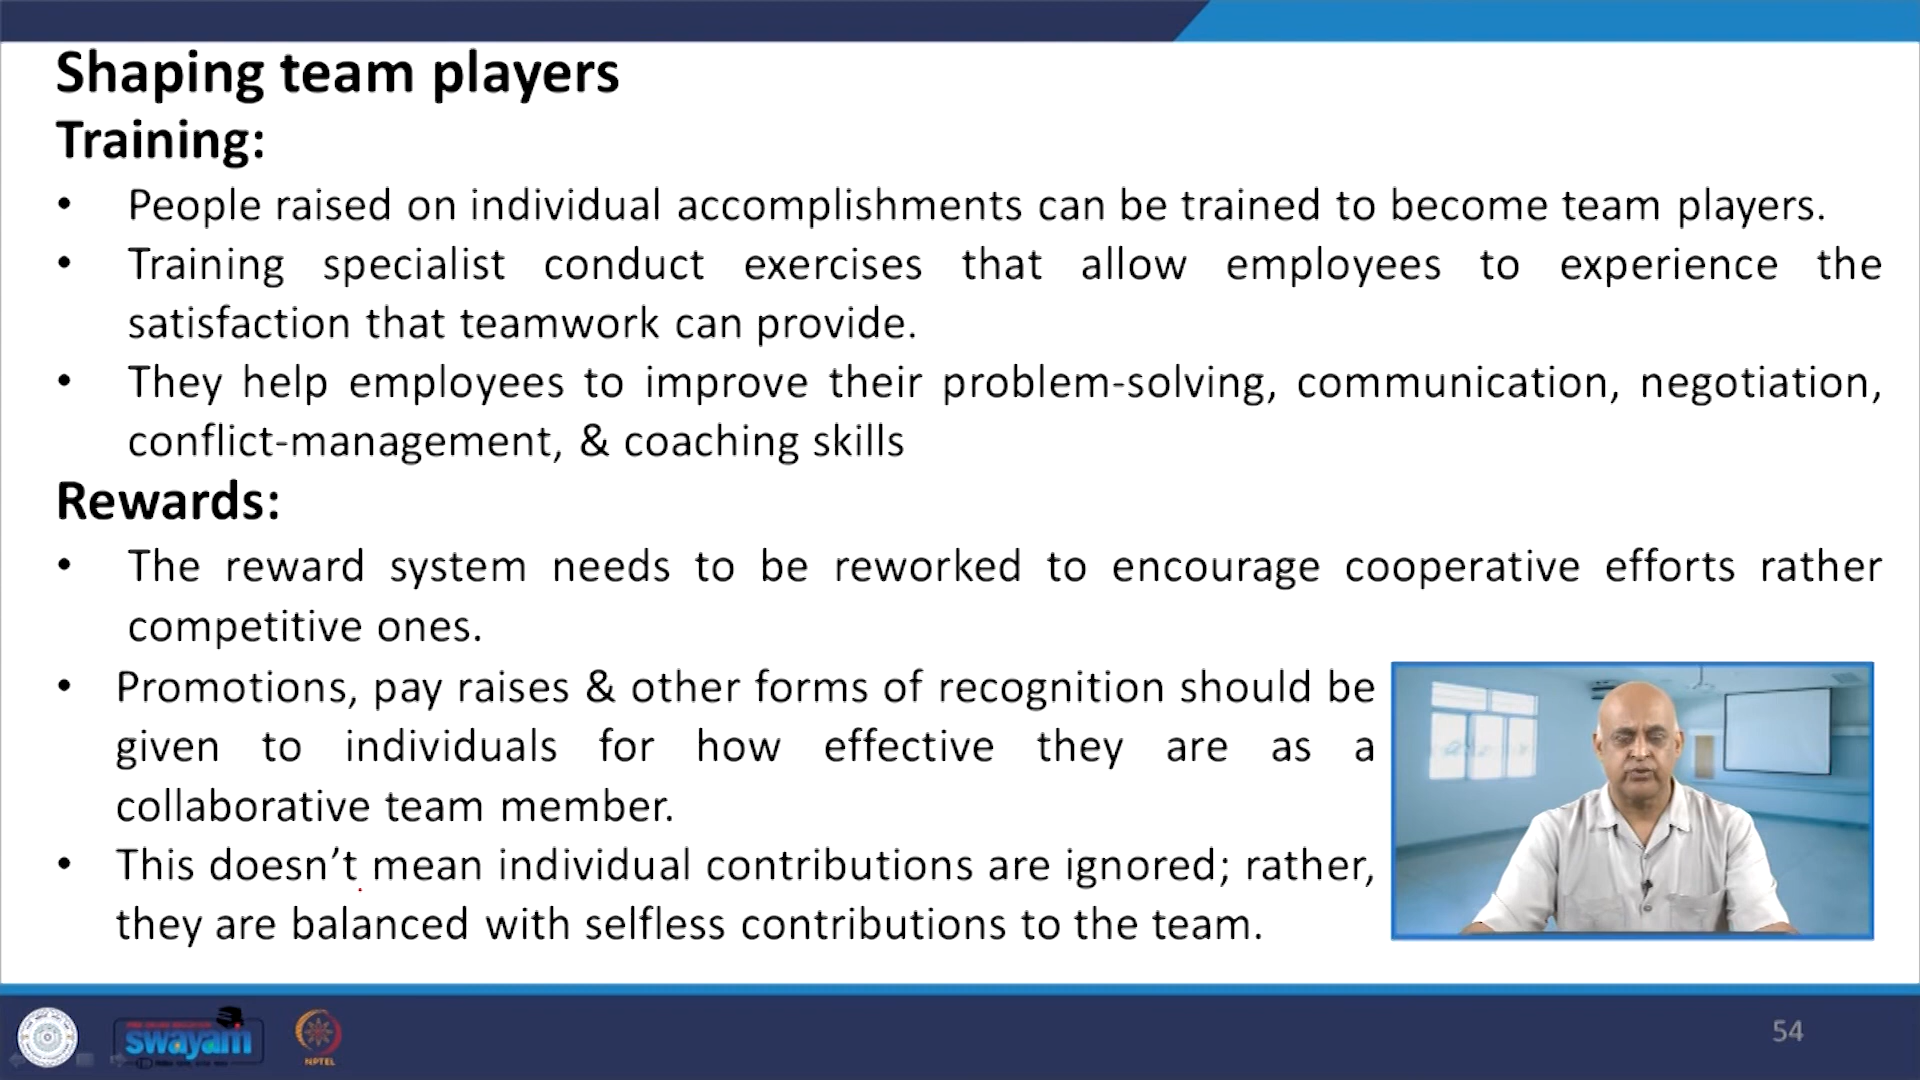 Shaping team players
Training:
• People raised on individual accomplishments can be trained to become team players.
• Training specialist conduct exercises that allow employees to experience the
satisfaction that teamwork can provide.
• They help employees to improve their problem-solving, communication, negotiation,
conflict-management, & coaching skills
Rewards:
• The reward system needs to be reworked to encourage cooperative efforts rather
competitive ones.
• Promotions, pay raises & other forms of recognition should be
given to individuals for how effective they are as a
collaborative team member.
• This doesn’t mean individual contributions are ignored; rather,
they are balanced with selfless contributions to the team.
swayam
NPTEL
54